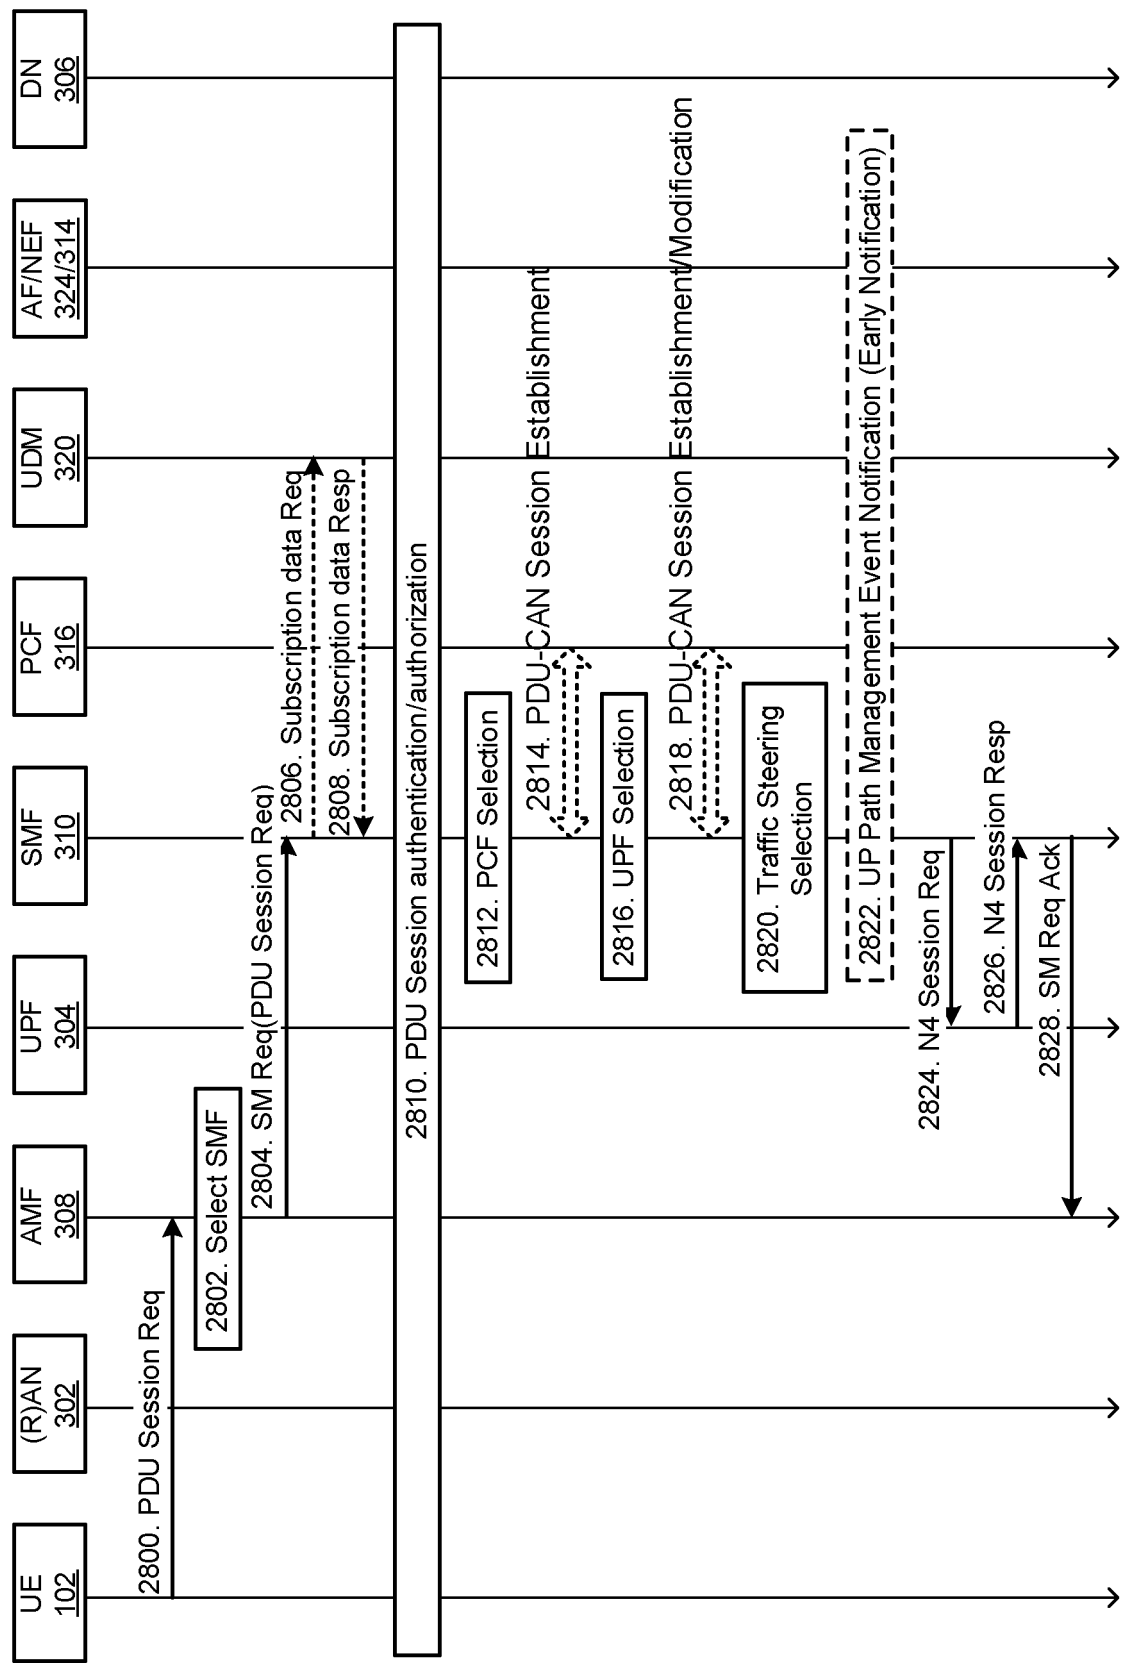 UE
102
(R)AN
302
AMF
308
UPF
304
SMF
310
PCF
316
UDM
320
AF/NEF
324/314
DN
306
2800. PDU Session Req
2802. Select SMF
2804. SM Req(PDU Session Req)
2806. Subscription data Req
2808. Subscription data Resp
2810. PDU Session authentication/authorization
2812. PCF Selection
2814. PDU-CAN Session Establishment
2816. UPF Selection
2818. PDU-CAN Session Establishment/Modification
2820. Traffic Steering
Selection
2822. UP Path Management Event Notification (Early Notification)
2824. N4 Session Req
2826. N4 Session Resp
2828. SM Req Ack